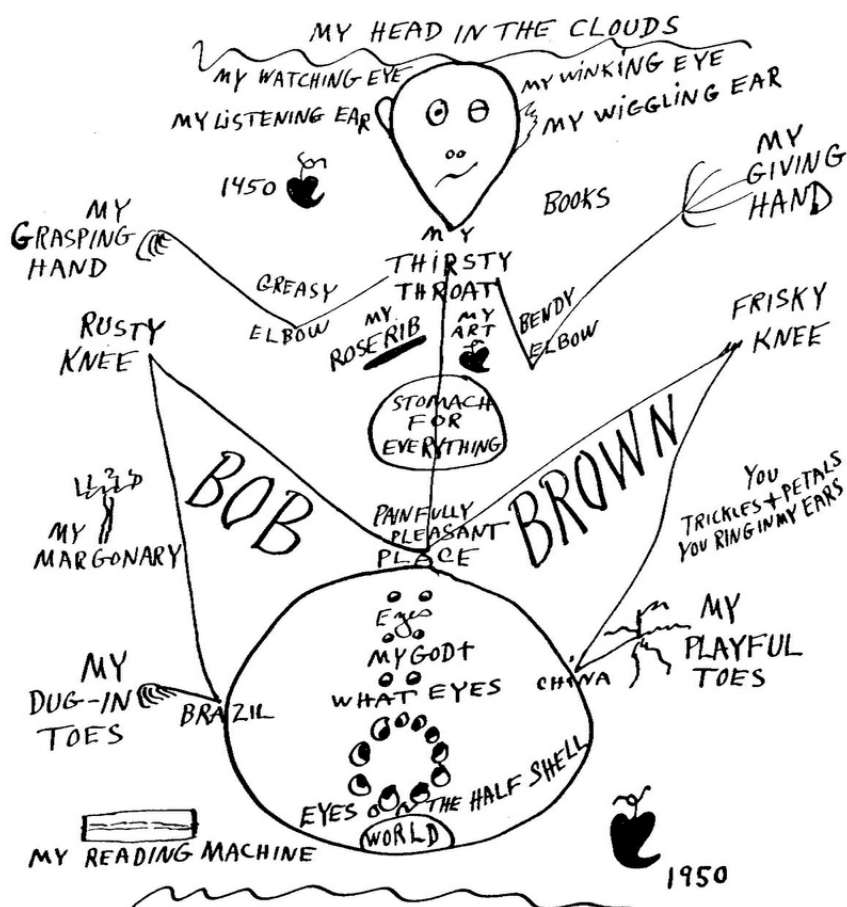 MY HEAD IN THE CLOUDS
MY WATCHING EYE
MY WINKING EYE
MY LISTENING EAR
MY WIGGLING EAR
1450
BOOKS
MY
GIVING
HAND
MY
GRASPING
HAND
MY
THIRSTY
THROAT
GREASY
ELBOW
MY
ROSERIB
MY
ART
BENDY
ELBOW
RUSTY
KNEE
FRISKY
KNEE
STOMACH
FOR
EVERYTHING
BOB
BROWN
MY
MARGONARY
PAINFULLY
PLEASANT
PLACE
YOU
TRICKLES + PETALS
YOU RING IN MY EARS
Eyes
MY GOD +
WHAT EYES
MY
DUG-IN
TOES
BRAZIL
CHINA
MY
PLAYFUL
TOES
EYES ON THE HALF SHELL
WORLD
MY READING MACHINE
1950